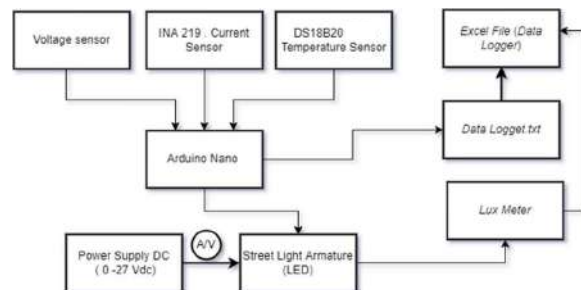 Voltage sensor
INA 219 . Current
Sensor
DS18B20
Temperature Sensor
Excel File (Data
Logger)
Arduino Nano
Data Logget.txt
Lux Meter
A/V
Power Supply DC
( 0 -27 Vdc)
Street Light Armature
(LED)